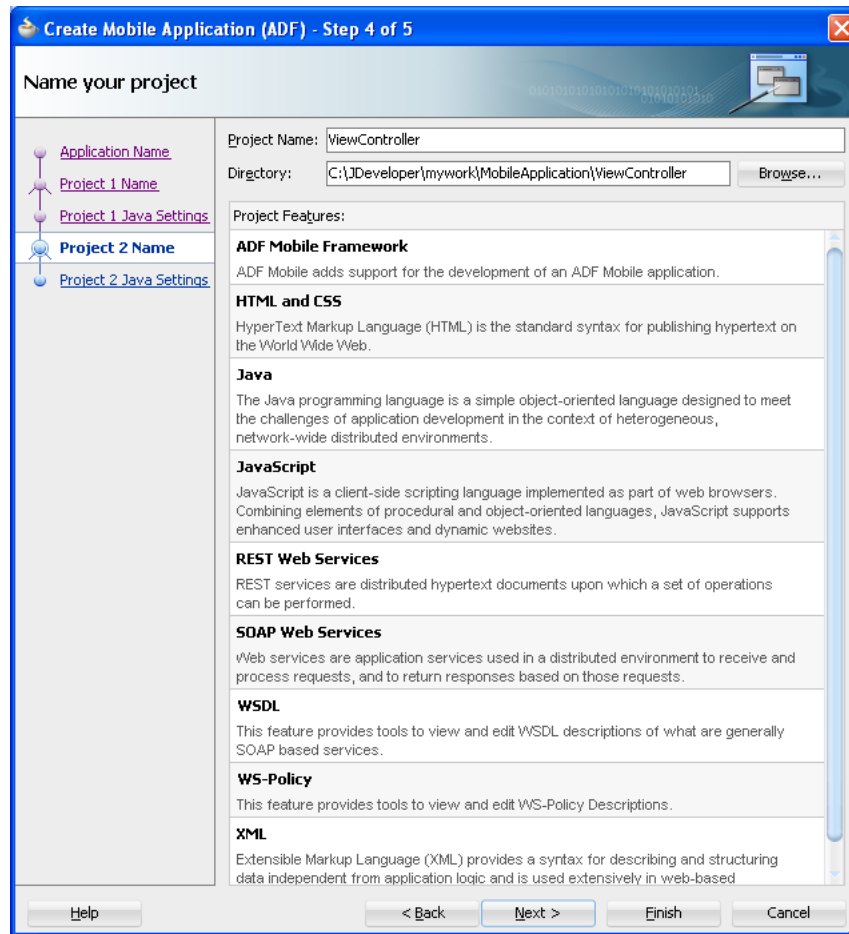 Create Mobile Application (ADF) - Step 4 of 5
Name your project
Application Name
Project 1 Name
Project 1 Java Settings
Project 2 Name
Project 2 Java Settings
Project Name: ViewController
Directory: C:\JDeveloper\mywork\MobileApplication\ViewController Browse...
Project Features:
ADF Mobile Framework
ADF Mobile adds support for the development of an ADF Mobile application.
HTML and CSS
HyperText Markup Language (HTML) is the standard syntax for publishing hypertext on
the World Wide Web.
Java
The Java programming language is a simple object-oriented language designed to meet
the challenges of application development in the context of heterogeneous,
network-wide distributed environments.
JavaScript
JavaScript is a client-side scripting language implemented as part of web browsers.
Combining elements of procedural and object-oriented languages, JavaScript supports
enhanced user interfaces and dynamic websites.
REST Web Services
REST services are distributed hypertext documents upon which a set of operations
can be performed.
SOAP Web Services
Web services are application services used in a distributed environment to receive and
process requests, and to return responses based on those requests.
WSDL
This feature provides tools to view and edit WSDL descriptions of what are generally
SOAP based services.
WS-Policy
This feature provides tools to view and edit WS-Policy Descriptions.
XML
Extensible Markup Language (XML) provides a syntax for describing and structuring
data independent from application logic and is used extensively in web-based
Help < Back Next > Finish Cancel